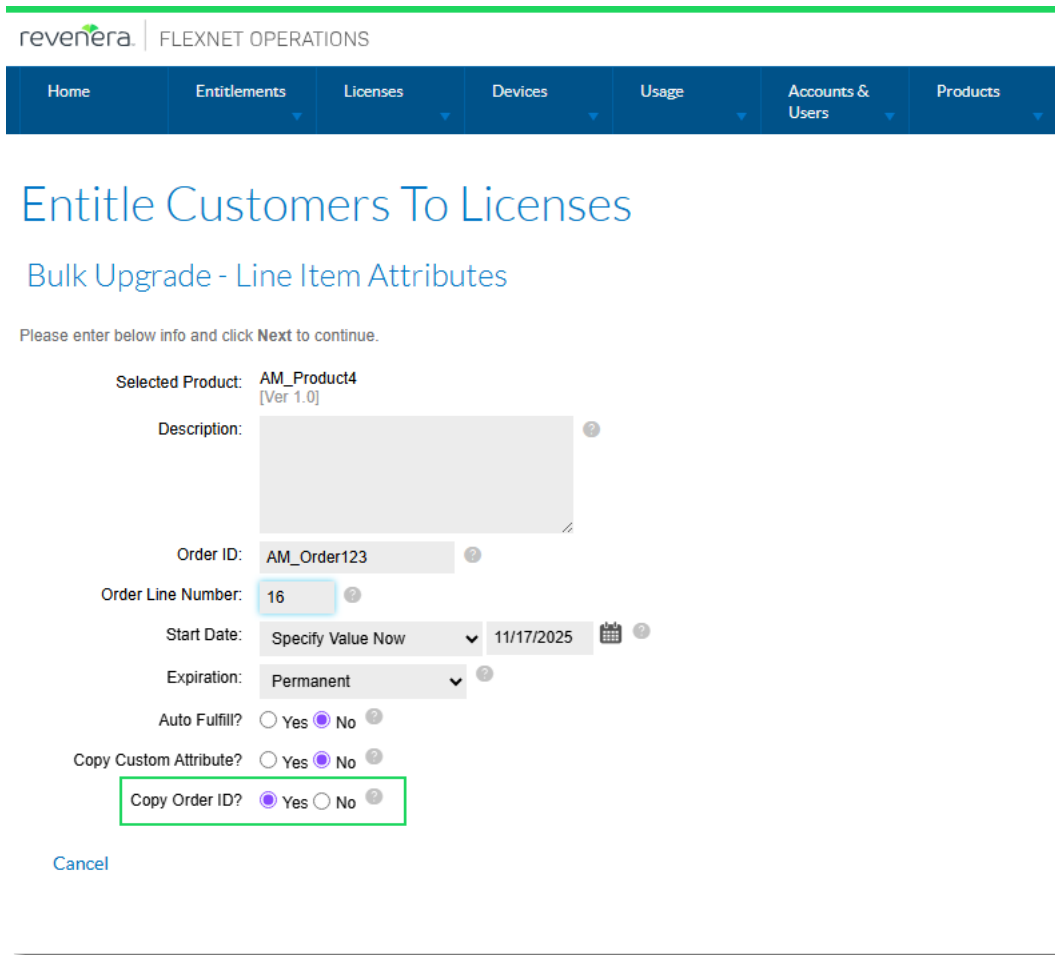 revenera. FLEXNET OPERATIONS
Home Entitlements Licenses Devices Usage Accounts & Users Products
Entitle Customers To Licenses
Bulk Upgrade - Line Item Attributes
Please enter below info and click Next to continue.
Selected Product: AM_Product4
[Ver 1.0]
Description: ?
Order ID: AM_Order123 ?
Order Line Number: 16 ?
Start Date: Specify Value Now 11/17/2025 ?
Expiration: Permanent ?
Auto Fulfill? Yes No ?
Copy Custom Attribute? Yes No ?
Copy Order ID? Yes No ?
Cancel